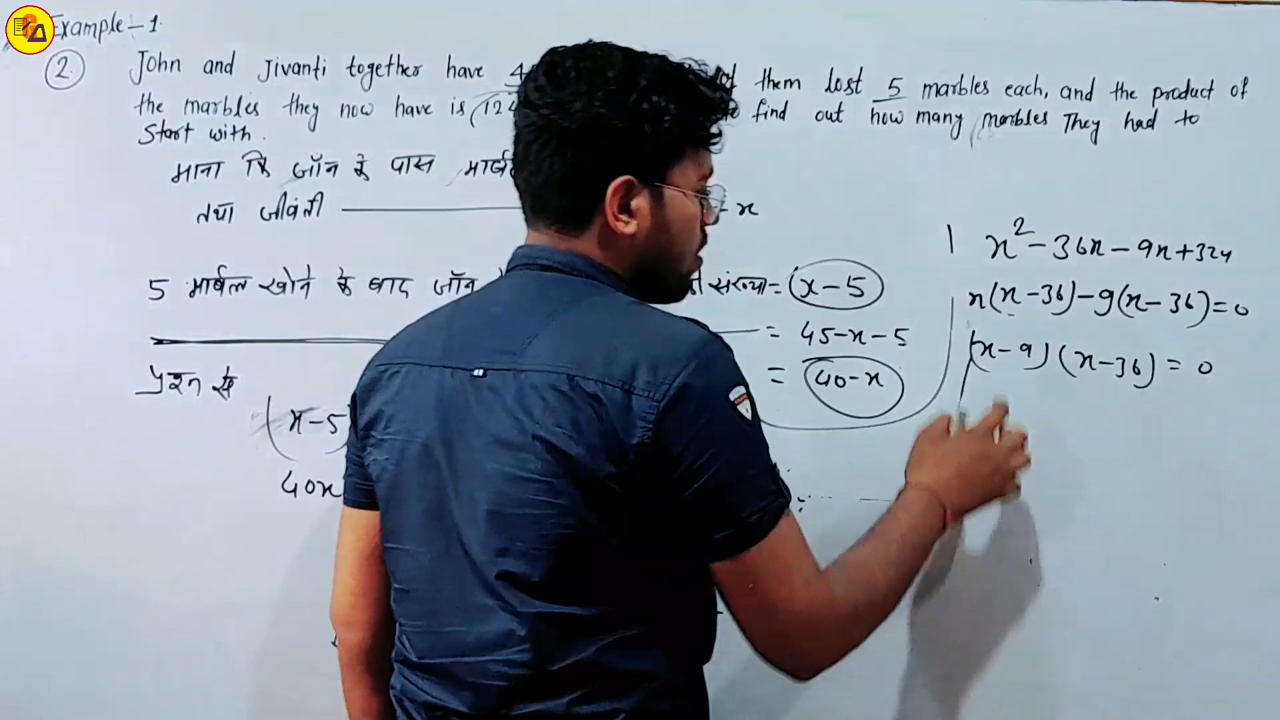 Example-1
2. John and Jivanti together have 4 of them lost 5 marbles each, and the product of
the marbles they now have is 124 find out how many marbles They had to
Start with.
माना कि जॉन के पास मार्बल
तथा जीवंती - x
5 मार्बल खोने के बाद जॉन संख्या = (x-5
= 45-x-5
= 40-x
प्रश्न से
(x-5)
40x
x²-36x-9x+324
x(x-36)-9(x-36)=0
(x-9)(x-36)=0